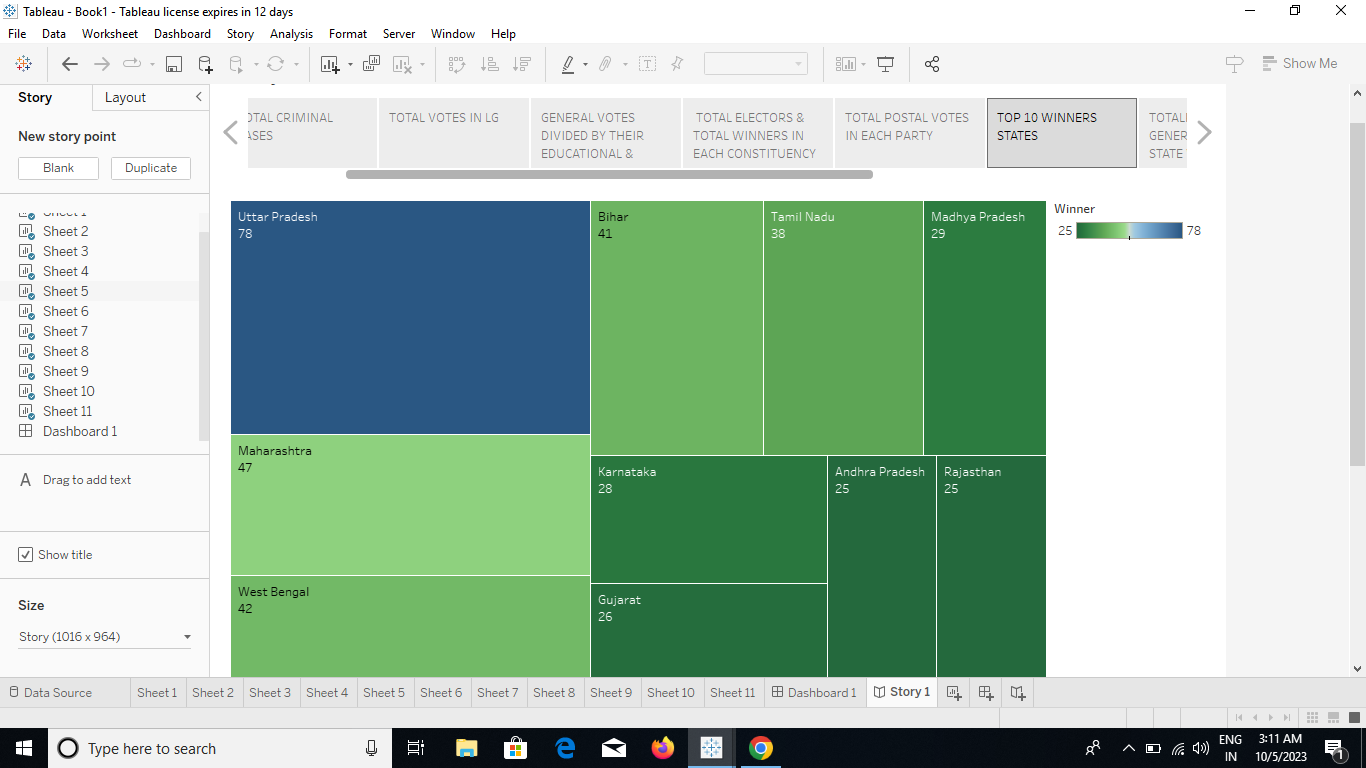 Tableau - Book1 - Tableau license expires in 12 days
File Data Worksheet Dashboard Story Analysis Format Server Window Help
Show Me
Story Layout
New story point
Blank Duplicate
Sheet 1
Sheet 2
Sheet 3
Sheet 4
Sheet 5
Sheet 6
Sheet 7
Sheet 8
Sheet 9
Sheet 10
Sheet 11
Dashboard 1
A Drag to add text
Show title
Size
Story (1016 x 964)
OTAL CRIMINAL
ASES
TOTAL VOTES IN LG
GENERAL VOTES
DIVIDED BY THEIR
EDUCATIONAL &
TOTAL ELECTORS &
TOTAL WINNERS IN
EACH CONSTITUENCY
TOTAL POSTAL VOTES
IN EACH PARTY
TOP 10 WINNERS
STATES
TOTAL
GENER
STATE
Uttar Pradesh
78
Bihar
41
Tamil Nadu
38
Madhya Pradesh
29
Maharashtra
47
West Bengal
42
Karnataka
28
Gujarat
26
Andhra Pradesh
25
Rajasthan
25
Winner
25 78
Data Source Sheet 1 Sheet 2 Sheet 3 Sheet 4 Sheet 5 Sheet 6 Sheet 7 Sheet 8 Sheet 9 Sheet 10 Sheet 11 Dashboard 1 Story 1
Type here to search
ENG
IN
3:11 AM
10/5/2023
1